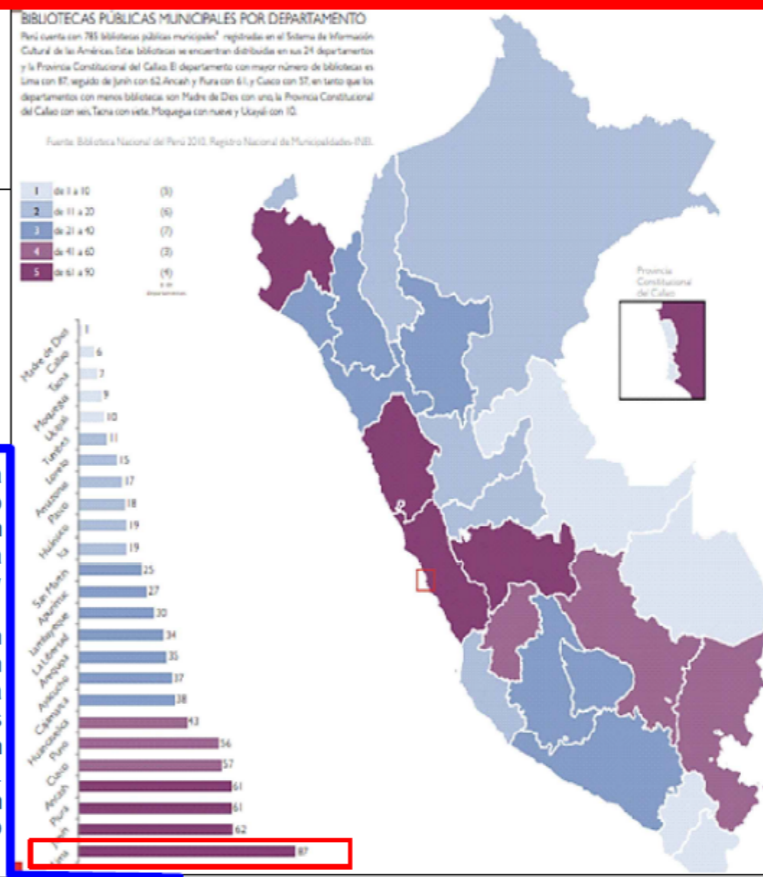 BIBLIOTECAS PÚBLICAS MUNICIPALES POR DEPARTAMENTO
Perú cuenta con 785 bibliotecas públicas municipales registradas en el Sistema de Información
Cultural de las Américas. Estas bibliotecas se encuentran distribuidas en sus 24 departamentos
y la Provincia Constitucional del Callao. El departamento con mayor número de bibliotecas es
Lima con 87, seguido de Junín con 62, Ancash y Piura con 61, y Cusco con 57, en tanto que los
departamentos con menos bibliotecas son Madre de Dios con uno, la Provincia Constitucional
del Callao con seis, Tacna con siete, Moquegua con nueve y Ucayali con 10.
Fuente: Biblioteca Nacional del Perú 2010, Registro Nacional de Municipalidades-INEI.
1 de 1 a 10 (5)
2 de 11 a 20 (6)
3 de 21 a 40 (7)
4 de 41 a 60 (3)
5 de 61 a 90 (4)
Provincia
Constitucional
del Callao
Madre de Dios 1
Callao 6
Tacna 7
Moquegua 9
Ucayali 10
Tumbes 11
Loreto 15
Amazonas 17
Pasco 18
Huánuco 19
Ica 19
San Martín 25
Apurímac 27
Lambayeque 30
La Libertad 34
Arequipa 35
Ayacucho 37
Cajamarca 38
Huancavelica 43
Puno 56
Cusco 57
Ancash 61
Piura 61
Junín 62
Lima 87